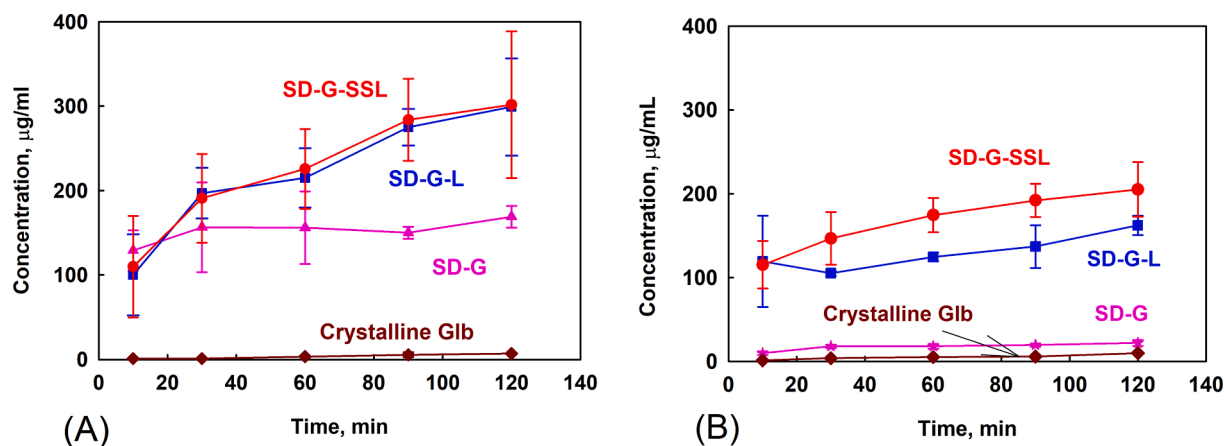 400
300
200
100
0
Concentration, µg/ml
SD-G-SSL
SD-G-L
SD-G
Crystalline Glb
0 20 40 60 80 100 120 140
Time, min
(A)
400
300
200
100
0
Concentration, µg/mL
SD-G-SSL
SD-G-L
Crystalline Glb
SD-G
0 20 40 60 80 100 120 140
Time, min
(B)